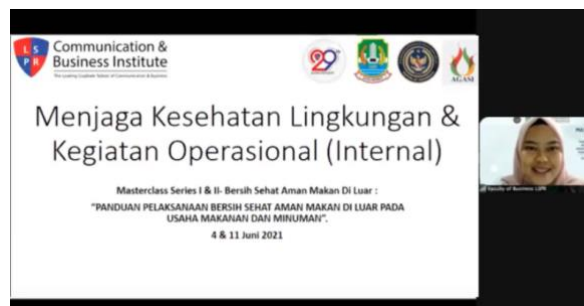 LSPR
Communication &
Business Institute
29
AGASI
Menjaga Kesehatan Lingkungan &
Kegiatan Operasional (Internal)
Masterclass Series I & II- Bersih Sehat Aman Makan Di Luar :
"PANDUAN PELAKSANAAN BERSIH SEHAT AMAN MAKAN DI LUAR PADA
USAHA MAKANAN DAN MINUMAN".
4 & 11 Juni 2021
Faculty of Business LSPR